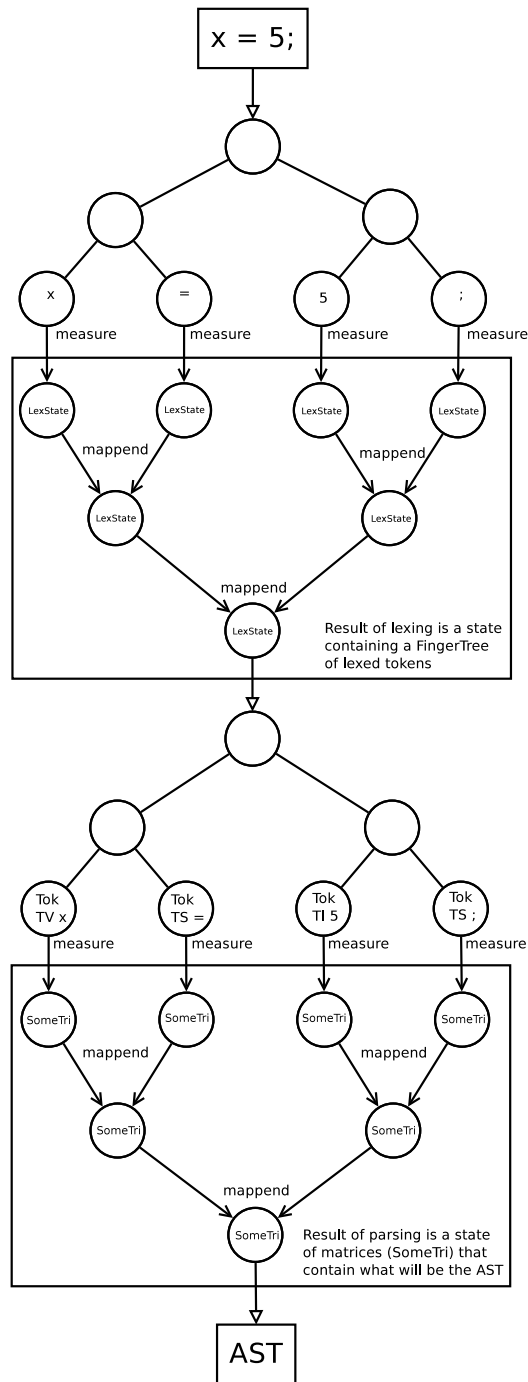 x = 5;
x
=
5
;
measure
measure
measure
measure
LexState
LexState
LexState
LexState
mappend
mappend
LexState
LexState
mappend
LexState
Result of lexing is a state
containing a FingerTree
of lexed tokens
Tok
TV x
Tok
TS =
Tok
TI 5
Tok
TS ;
measure
measure
measure
measure
SomeTri
SomeTri
SomeTri
SomeTri
mappend
mappend
SomeTri
SomeTri
mappend
SomeTri
Result of parsing is a state
of matrices (SomeTri) that
contain what will be the AST
AST